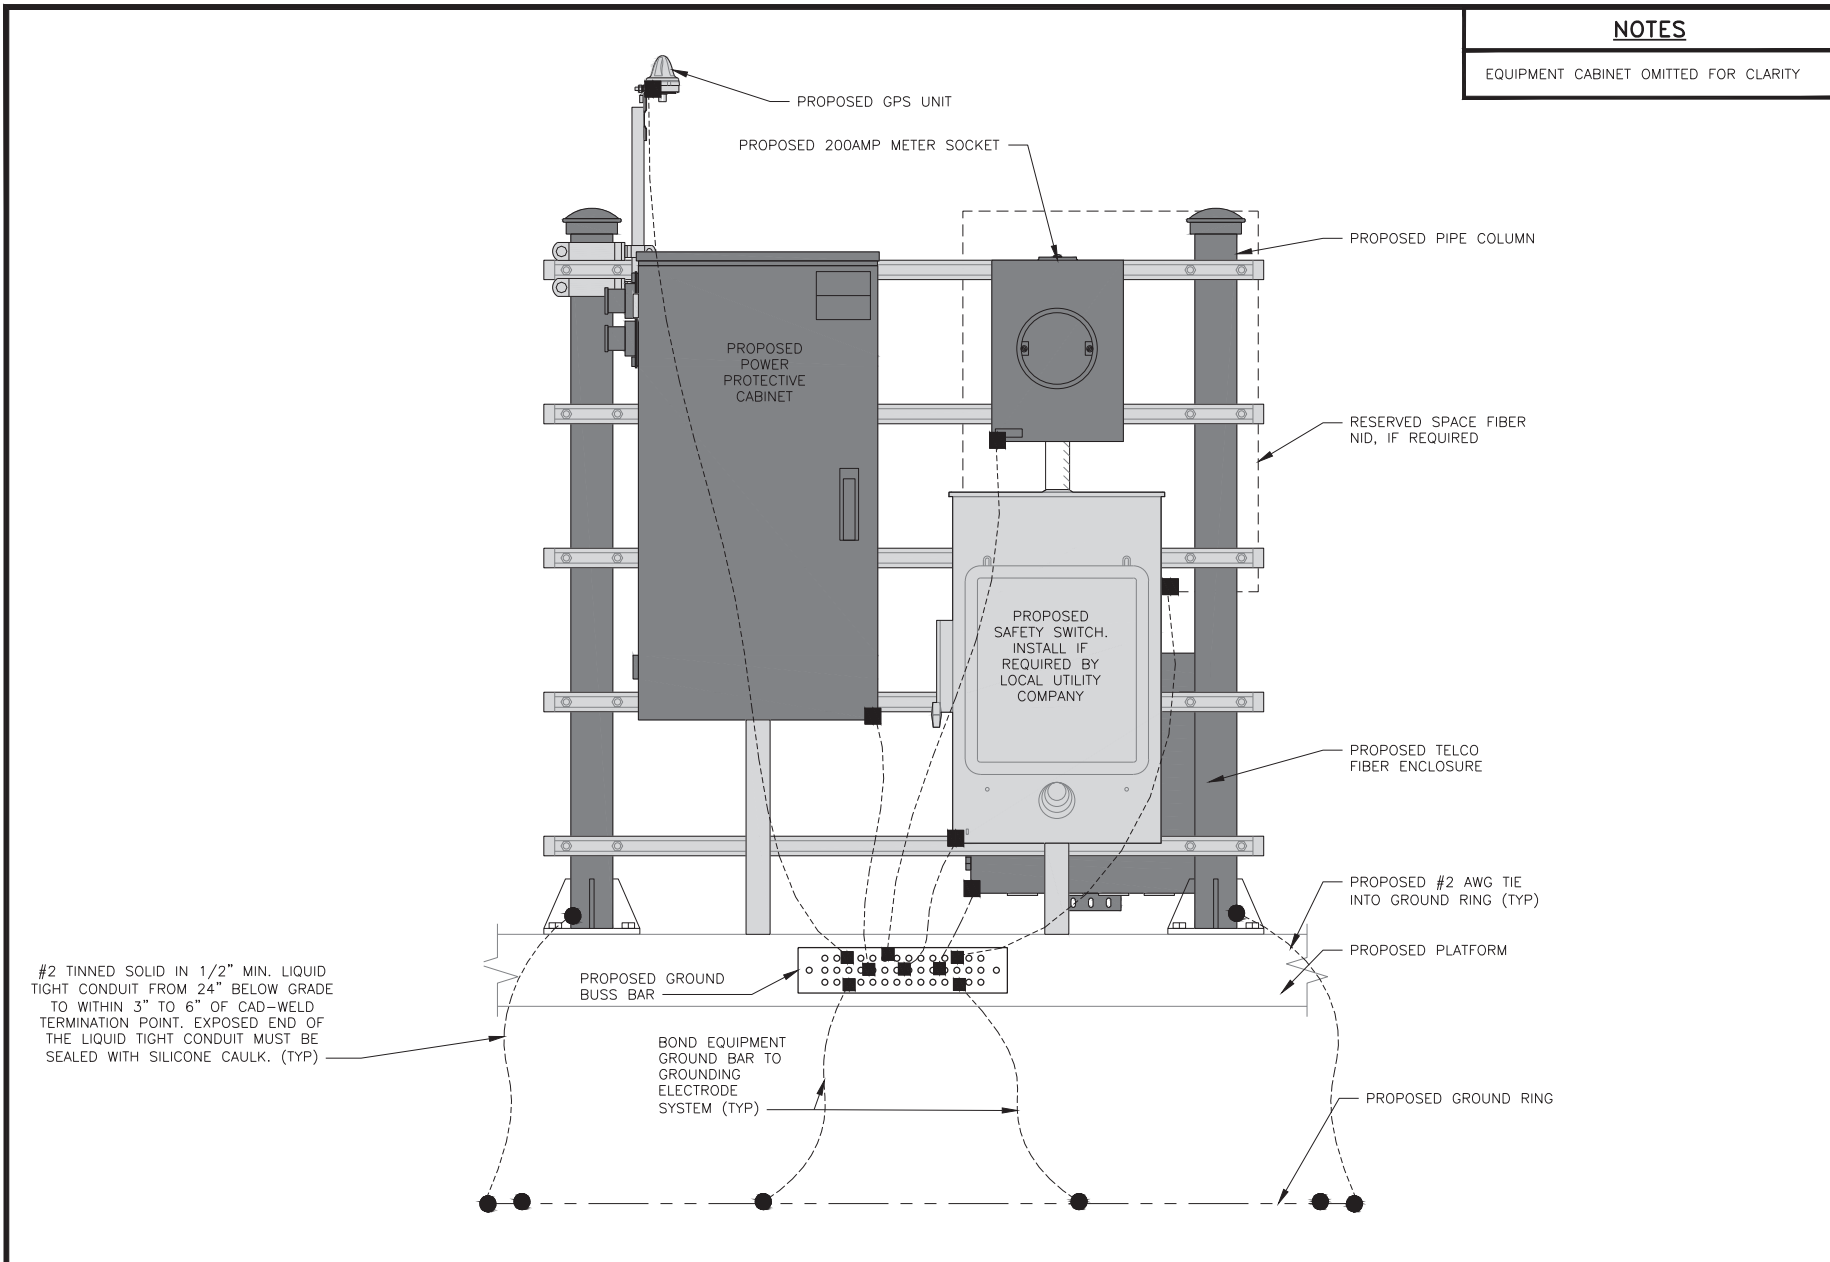 NOTES
EQUIPMENT CABINET OMITTED FOR CLARITY
PROPOSED GPS UNIT
PROPOSED 200AMP METER SOCKET
PROPOSED PIPE COLUMN
PROPOSED
POWER
PROTECTIVE
CABINET
RESERVED SPACE FIBER
NID, IF REQUIRED
PROPOSED
SAFETY SWITCH.
INSTALL IF
REQUIRED BY
LOCAL UTILITY
COMPANY
PROPOSED TELCO
FIBER ENCLOSURE
PROPOSED #2 AWG TIE
INTO GROUND RING (TYP)
PROPOSED PLATFORM
#2 TINNED SOLID IN 1/2" MIN. LIQUID
TIGHT CONDUIT FROM 24" BELOW GRADE
TO WITHIN 3" TO 6" OF CAD-WELD
TERMINATION POINT. EXPOSED END OF
THE LIQUID TIGHT CONDUIT MUST BE
SEALED WITH SILICONE CAULK. (TYP)
PROPOSED GROUND
BUSS BAR
BOND EQUIPMENT
GROUND BAR TO
GROUNDING
ELECTRODE
SYSTEM (TYP)
PROPOSED GROUND RING